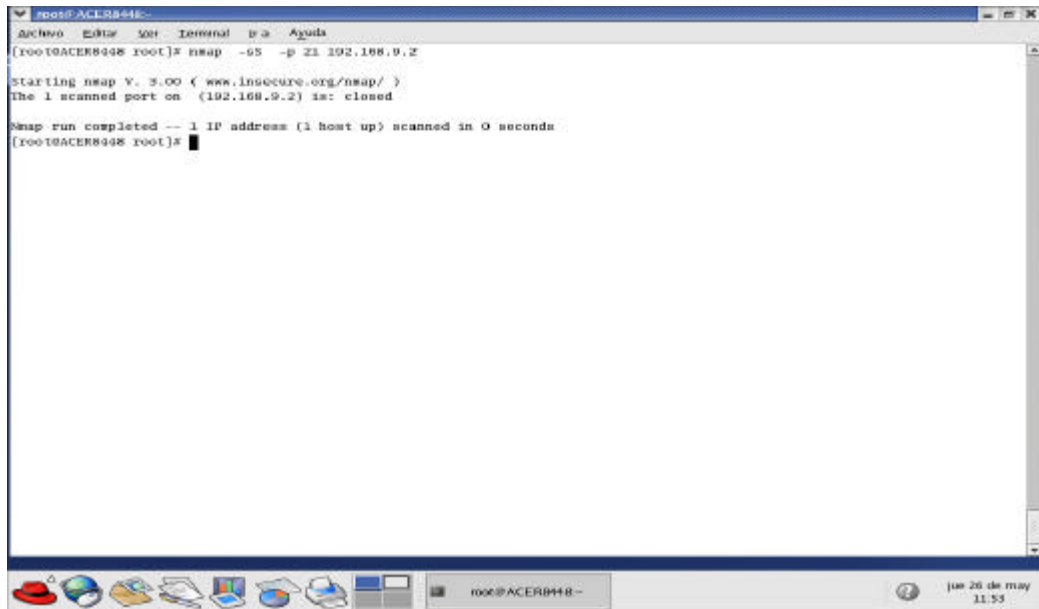 root@ACER8448:~
Archivo Editar Ver Terminal Ir a Ayuda
[root@ACER8448 root]# nmap -sS -p 21 192.168.9.2
Starting nmap V. 3.00 ( www.insecure.org/nmap/ )
The 1 scanned port on (192.168.9.2) is: closed
Nmap run completed -- 1 IP address (1 host up) scanned in 0 seconds
[root@ACER8448 root]#
root@ACER8448:~
jue 26 de may
11:53